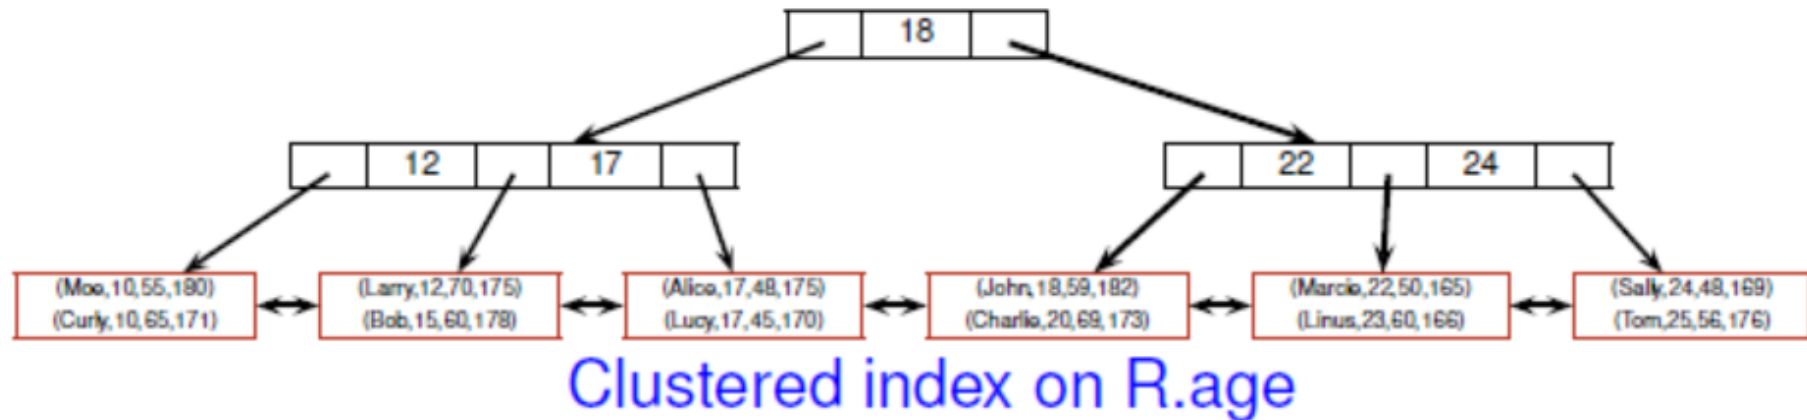 18
12 17
22 24
(Moe,10,55,180)
(Curly,10,65,171)
(Larry,12,70,175)
(Bob,15,60,178)
(Alice,17,48,175)
(Lucy,17,45,170)
(John,18,59,182)
(Charlie,20,69,173)
(Marcie,22,50,165)
(Linus,23,60,166)
(Sally,24,48,169)
(Tom,25,56,176)
Clustered index on R.age